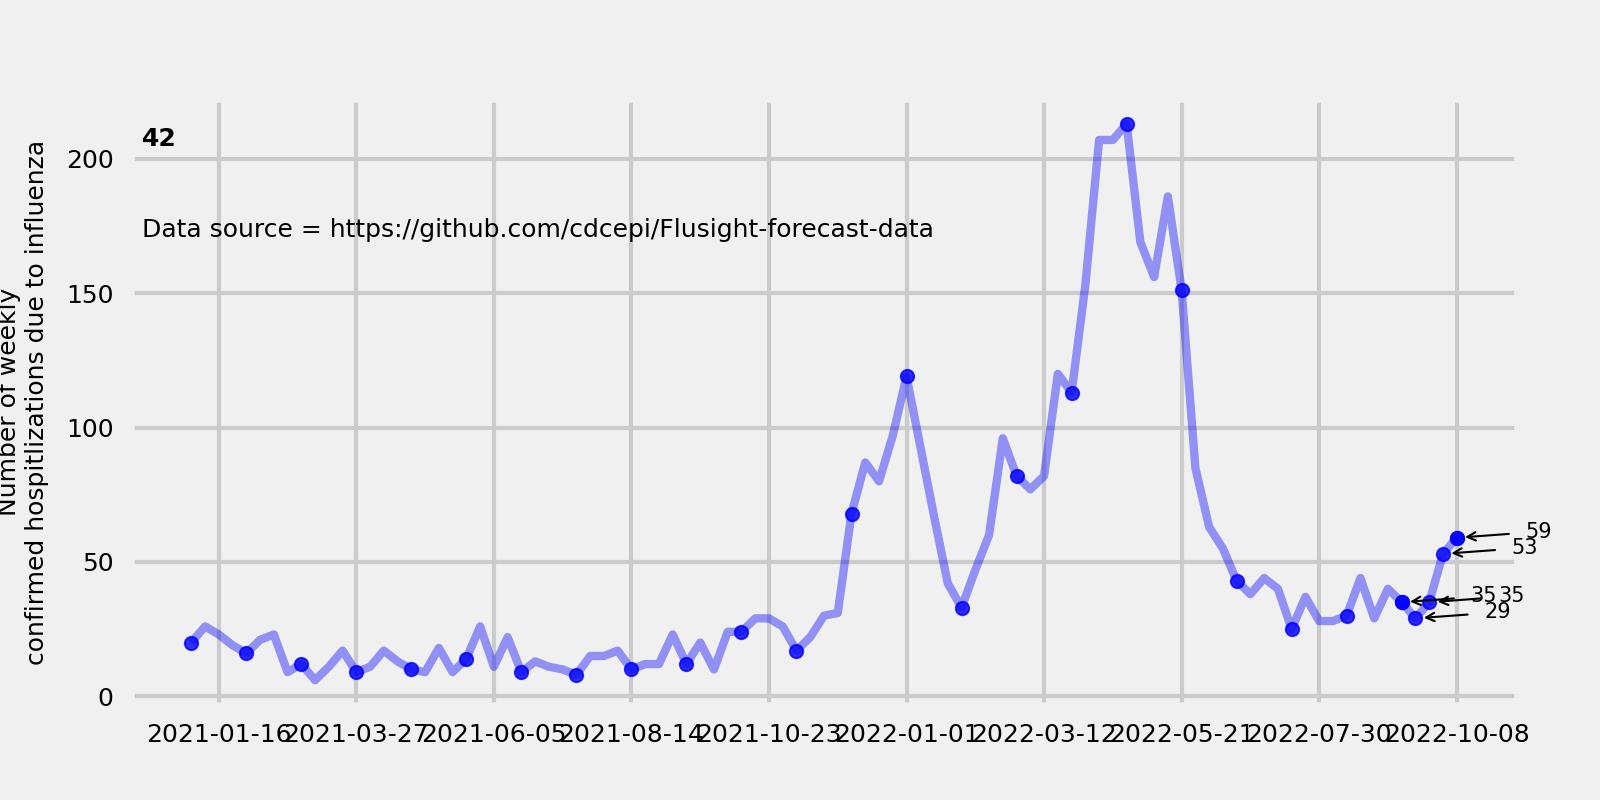 42
Data source = https://github.com/cdcepi/Flusight-forecast-data
Number of weekly
confirmed hospitlizations due to influenza
200
150
100
50
0
59
53
35 35
29
2021-01-16 2021-03-27 2021-06-05 2021-08-14 2021-10-23 2022-01-01 2022-03-12 2022-05-21 2022-07-30 2022-10-08